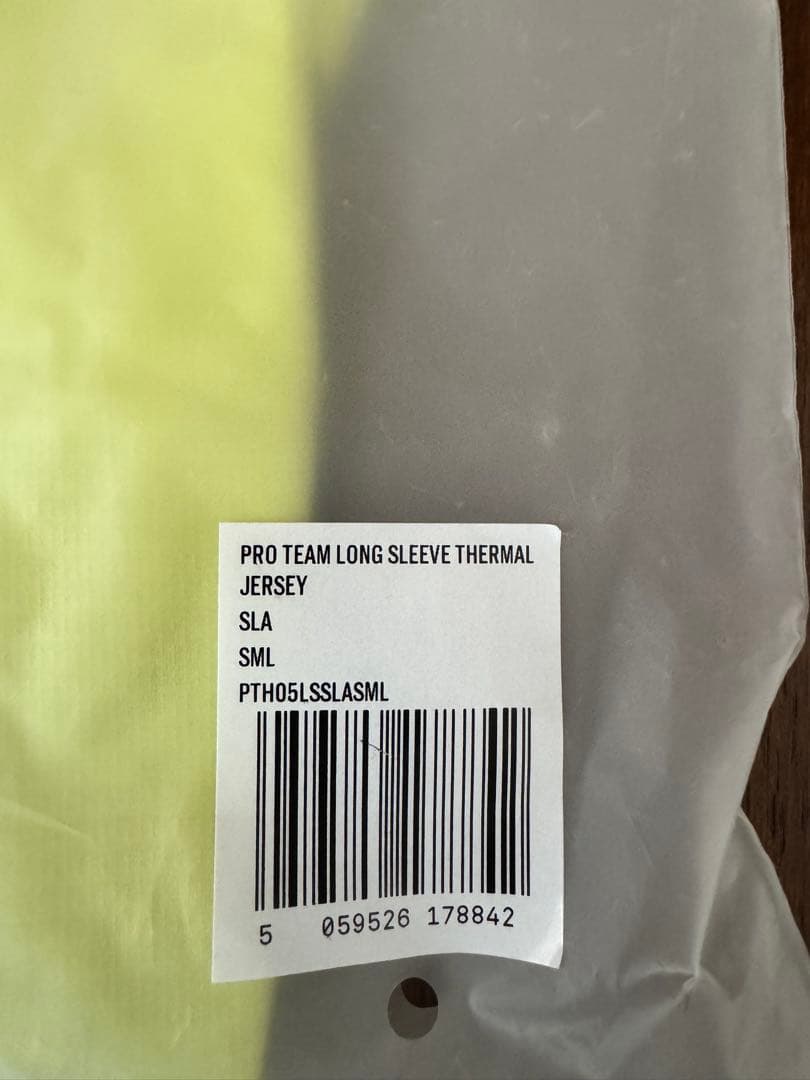 PRO TEAM LONG SLEEVE THERMAL
JERSEY
SLA
SML
PTH05LSSLASML
5 059526 178842